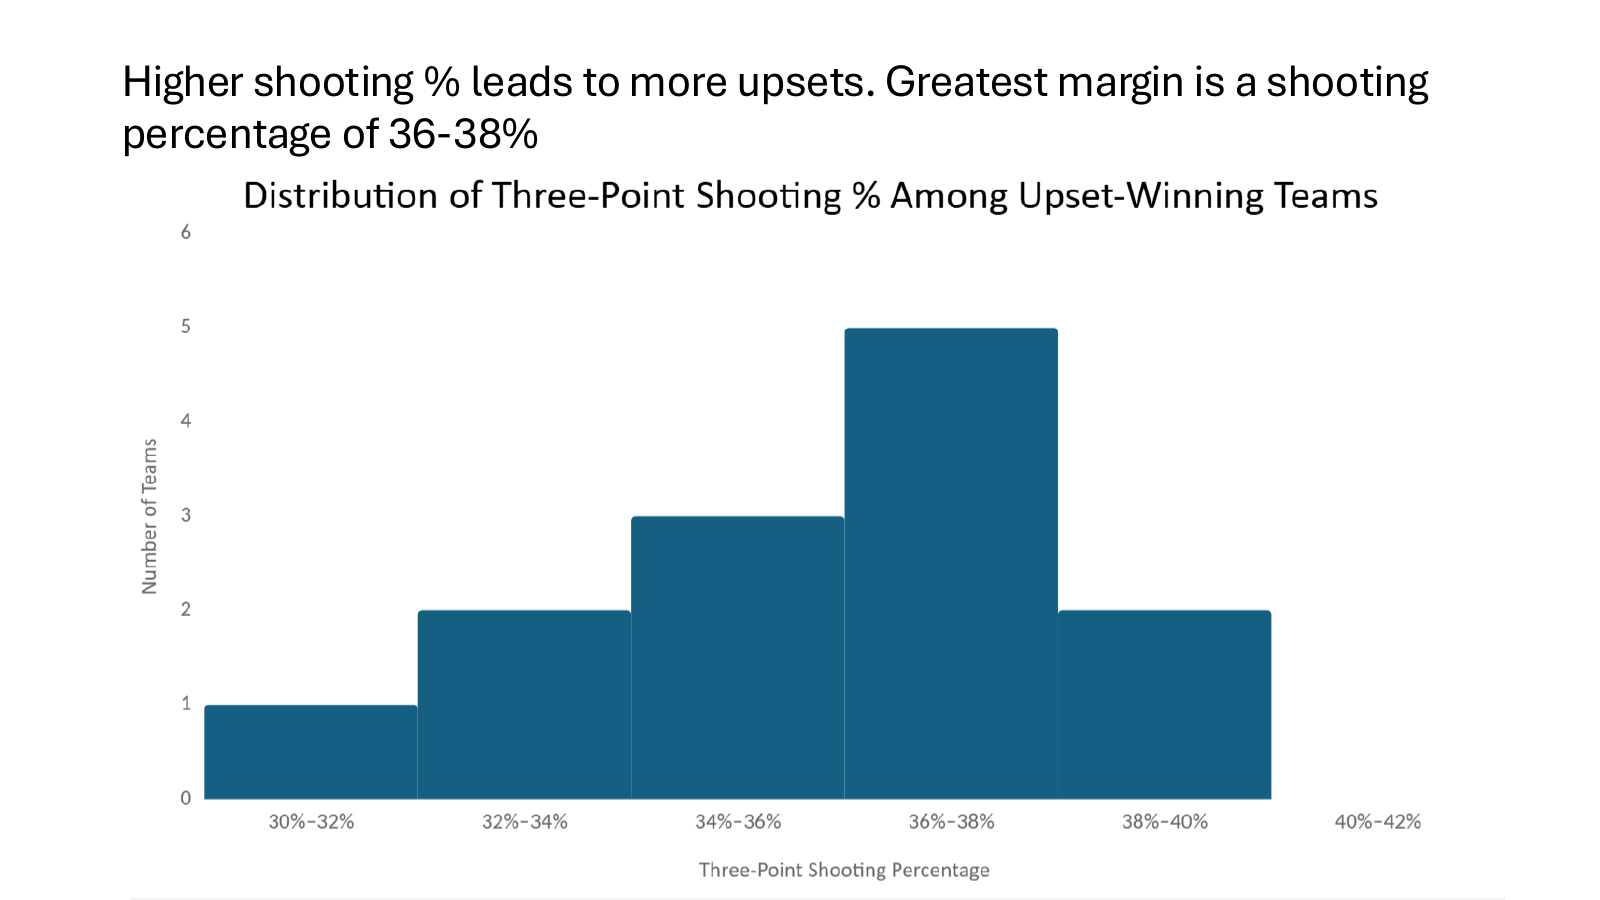 Higher shooting % leads to more upsets. Greatest margin is a shooting
percentage of 36-38%
Distribution of Three-Point Shooting % Among Upset-Winning Teams
6
5
4
3
2
1
0
Number of Teams
30%–32%
32%–34%
34%–36%
36%–38%
38%–40%
40%–42%
Three-Point Shooting Percentage